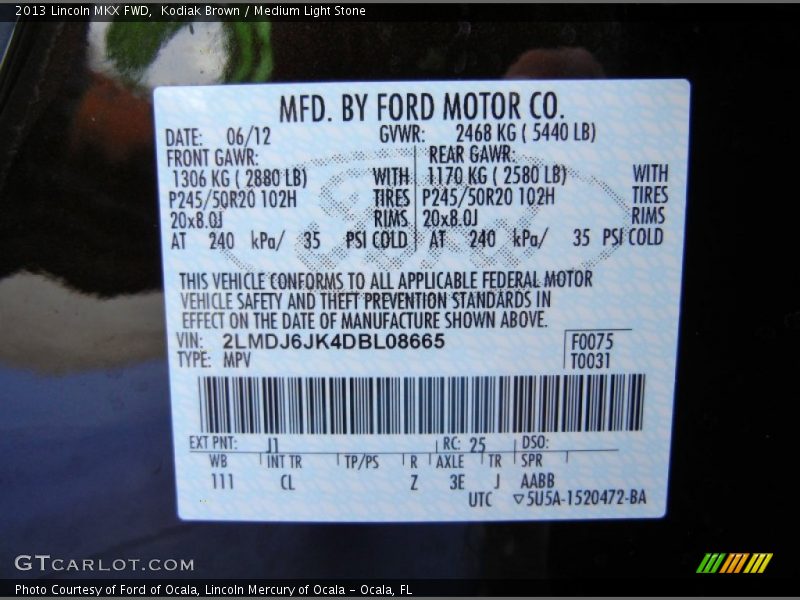 2013 Lincoln MKX FWD, Kodiak Brown / Medium Light Stone
MFD. BY FORD MOTOR CO.
DATE: 06/12 GVWR: 2468 KG ( 5440 LB)
FRONT GAWR: REAR GAWR:
1306 KG ( 2880 LB) WITH 1170 KG ( 2580 LB) WITH
P245/50R20 102H TIRES P245/50R20 102H TIRES
20x8.0J RIMS 20x8.0J RIMS
AT 240 kPa/ 35 PSI COLD AT 240 kPa/ 35 PSI COLD
THIS VEHICLE CONFORMS TO ALL APPLICABLE FEDERAL MOTOR
VEHICLE SAFETY AND THEFT PREVENTION STANDARDS IN
EFFECT ON THE DATE OF MANUFACTURE SHOWN ABOVE.
VIN: 2LMDJ6JK4DBL08665 F0075
TYPE: MPV T0031
EXT PNT: J1 RC: 25 DSO:
WB INT TR TP/PS R AXLE TR SPR
111 CL Z 3E J AABB
UTC ▽5U5A-1520472-BA
GTCARLOT.COM
Photo Courtesy of Ford of Ocala, Lincoln Mercury of Ocala – Ocala, FL